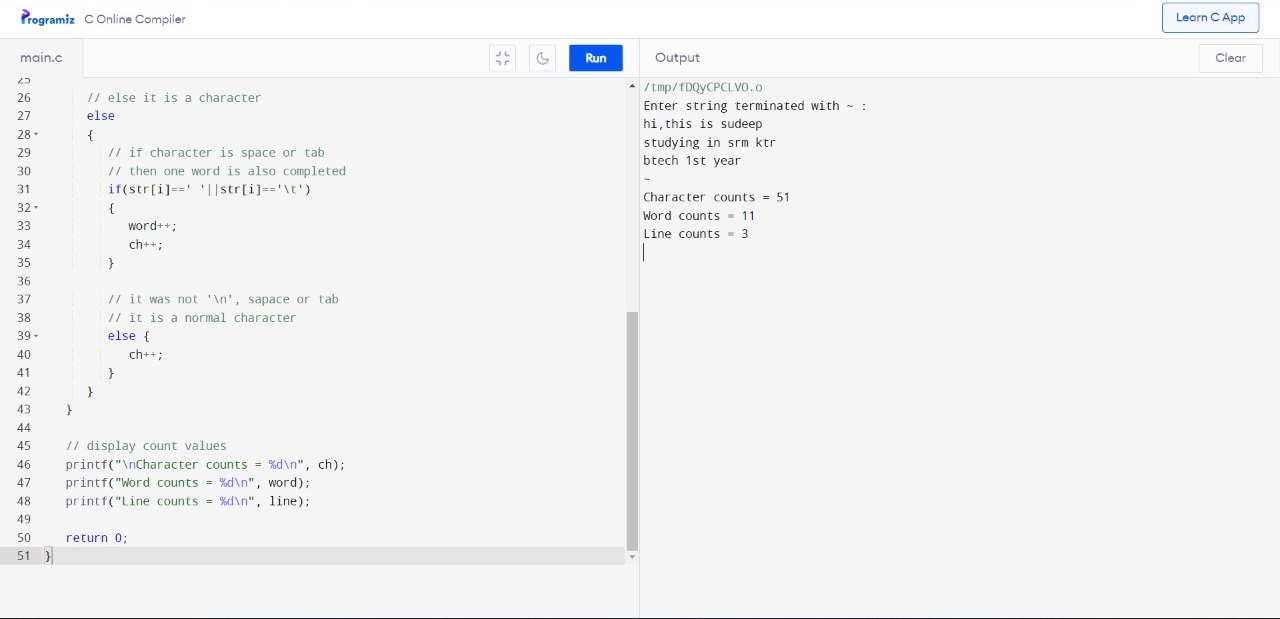 Programiz C Online Compiler
Learn C App
main.c
Run
Output
Clear
25
26 // else it is a character
27 else
28 {
29 // if character is space or tab
30 // then one word is also completed
31 if(str[i]==' '||str[i]=='\t')
32 {
33 word++;
34 ch++;
35 }
36
37 // it was not '\n', sapace or tab
38 // it is a normal character
39 else {
40 ch++;
41 }
42 }
43 }
44
45 // display count values
46 printf("\nCharacter counts = %d\n", ch);
47 printf("Word counts = %d\n", word);
48 printf("Line counts = %d\n", line);
49
50 return 0;
51 }
/tmp/fDQyCPCLVO.o
Enter string terminated with ~ :
hi,this is sudeep
studying in srm ktr
btech 1st year
~
Character counts = 51
Word counts = 11
Line counts = 3